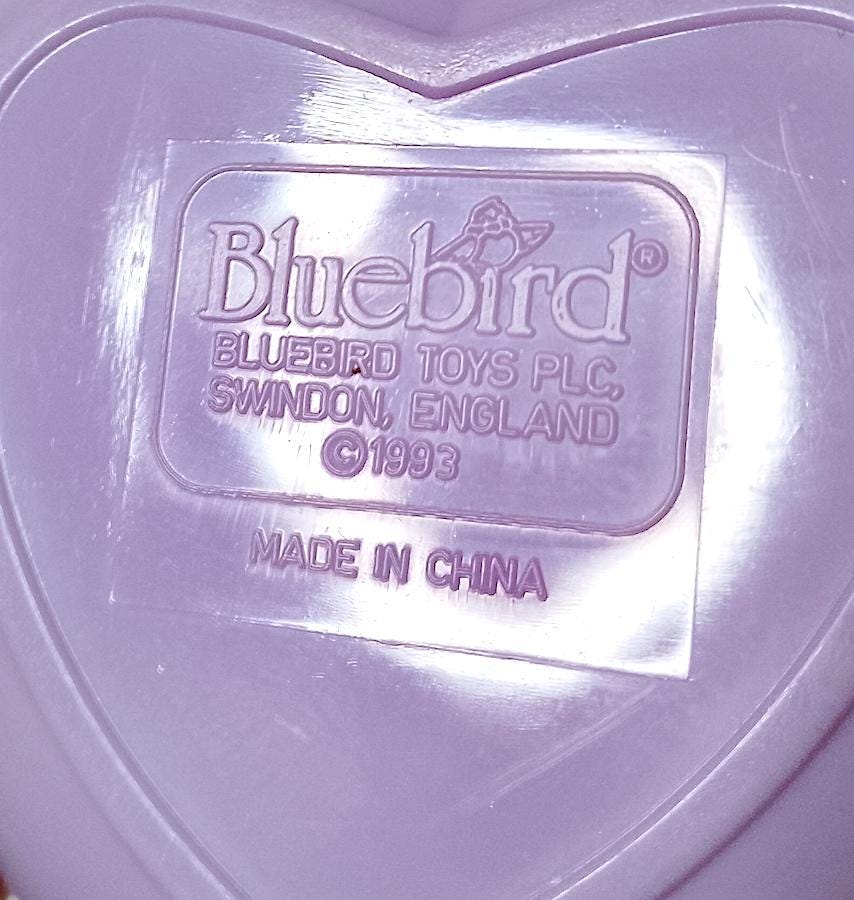 Bluebird®
BLUEBIRD TOYS PLC,
SWINDON, ENGLAND
©1993
MADE IN CHINA